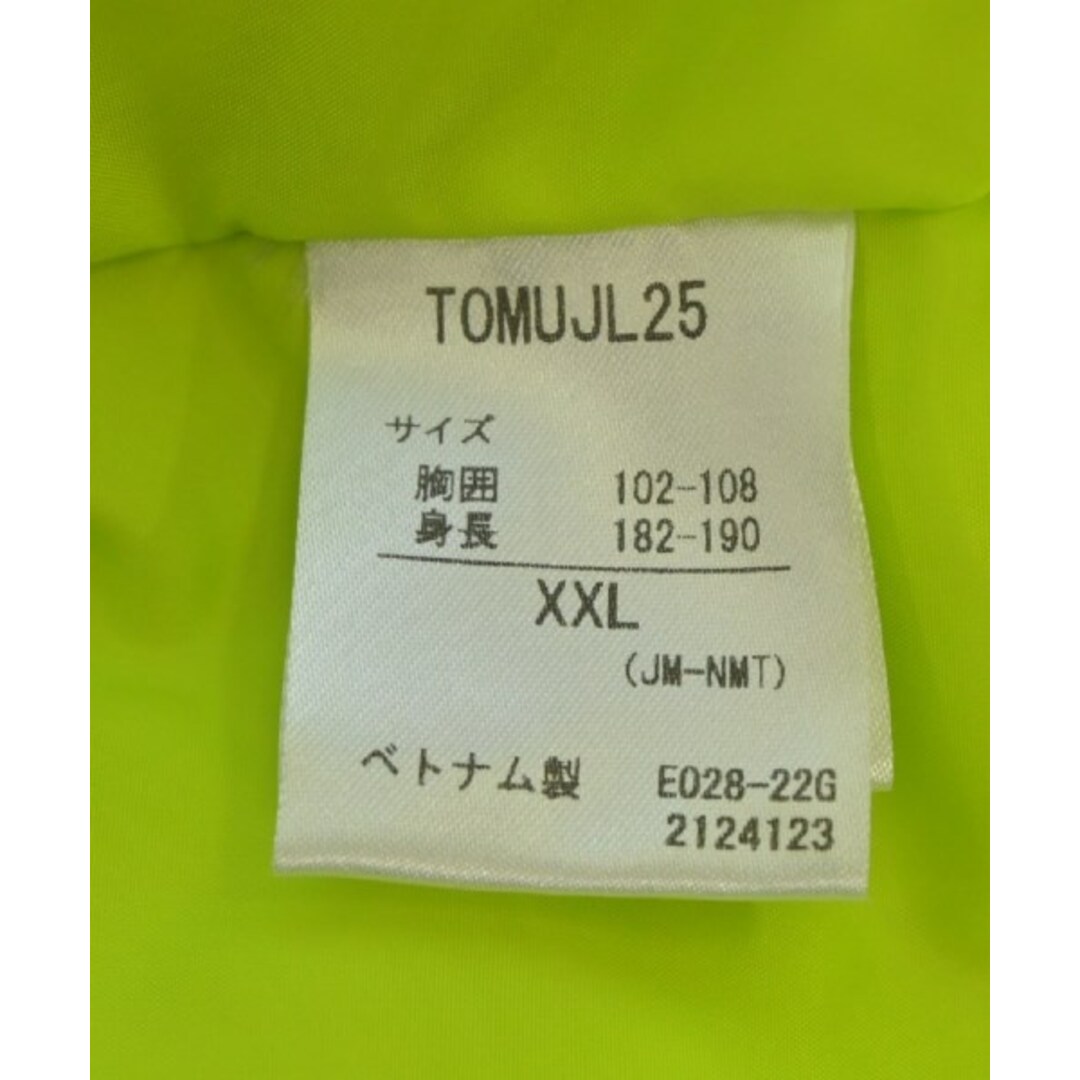 TOMUJL25
サイズ
胸囲 102-108
身長 182-190
XXL
(JM-NMT)
ベトナム製 E028-22G
2124123